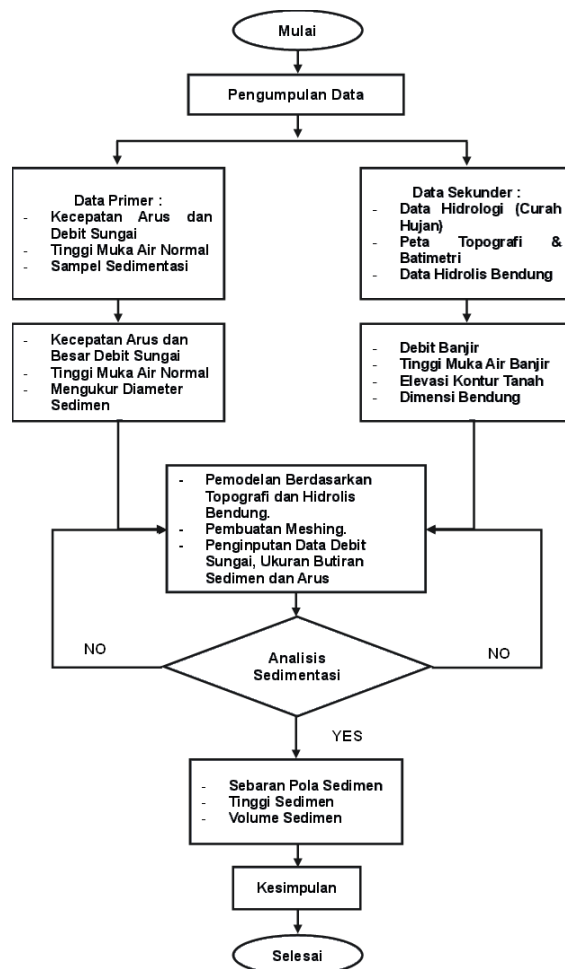 Mulai
Pengumpulan Data
Data Primer :
- Kecepatan Arus dan
Debit Sungai
- Tinggi Muka Air Normal
- Sampel Sedimentasi
Data Sekunder :
- Data Hidrologi (Curah
Hujan)
- Peta Topografi &
Batimetri
- Data Hidrolis Bendung
- Kecepatan Arus dan
Besar Debit Sungai
- Tinggi Muka Air Normal
- Mengukur Diameter
Sedimen
- Debit Banjir
- Tinggi Muka Air Banjir
- Elevasi Kontur Tanah
- Dimensi Bendung
- Pemodelan Berdasarkan
Topografi dan Hidrolis
Bendung.
- Pembuatan Meshing.
- Penginputan Data Debit
Sungai, Ukuran Butiran
Sedimen dan Arus
NO
Analisis
Sedimentasi
NO
YES
- Sebaran Pola Sedimen
- Tinggi Sedimen
- Volume Sedimen
Kesimpulan
Selesai